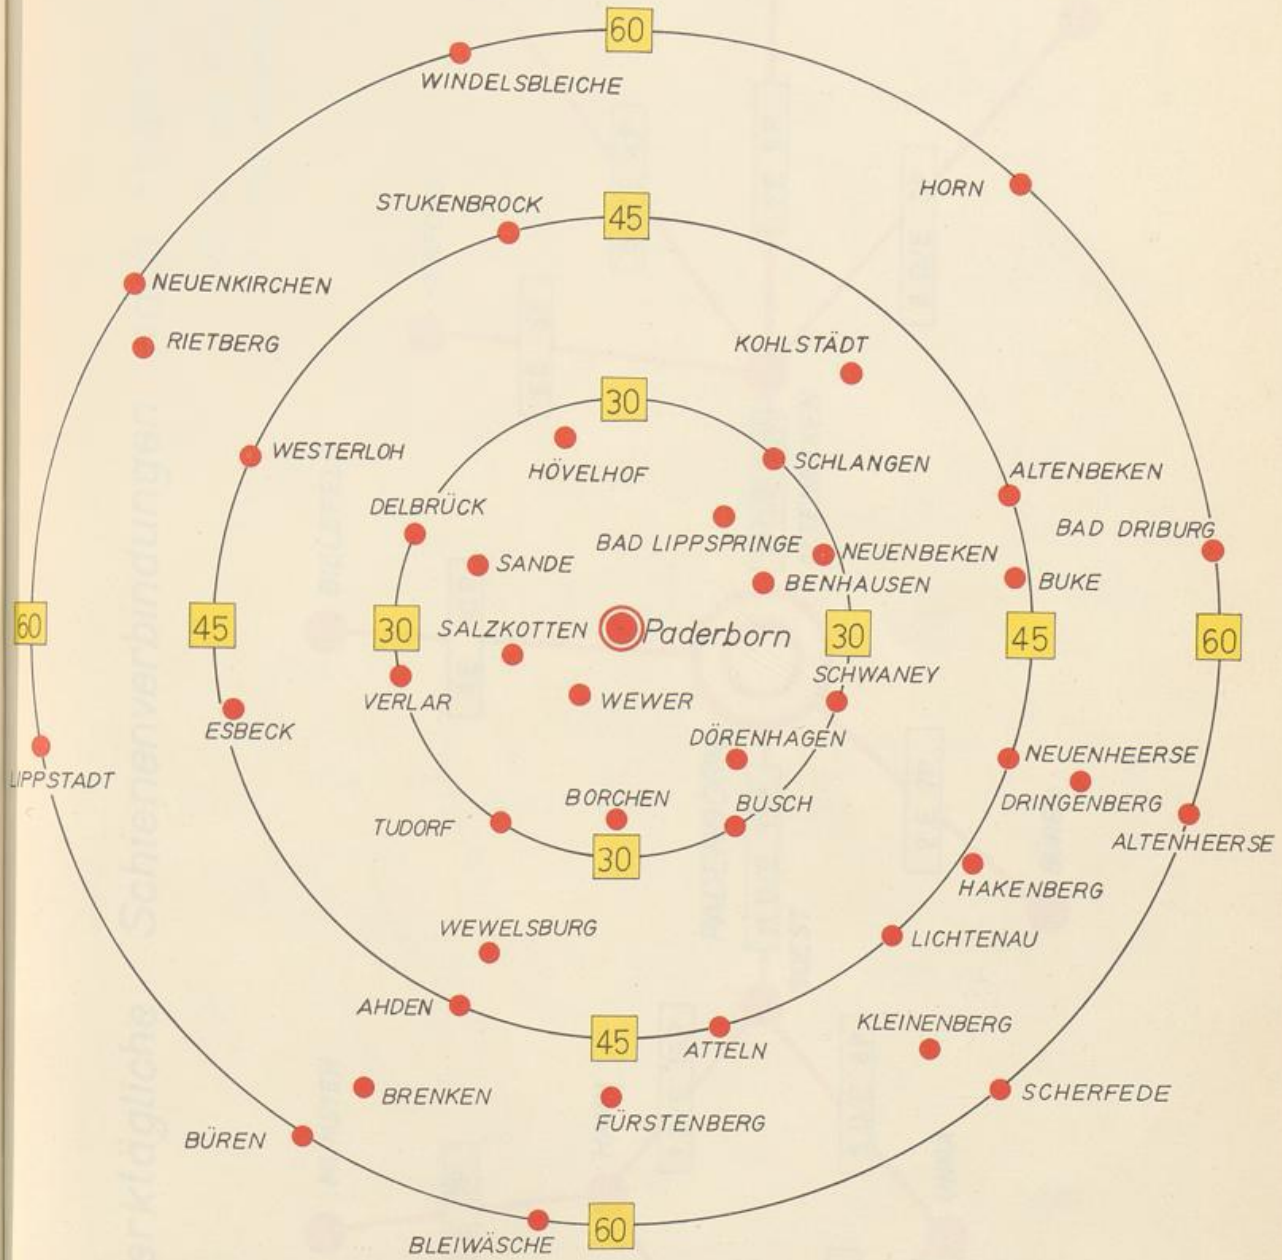 60
WINDELSBLEICHE
HORN
STUKENBROCK
45
NEUENKIRCHEN
RIETBERG
KOHLSTÄDT
30
WESTERLOH
HÖVELHOF
SCHLANGEN
ALTENBEKEN
DELBRÜCK
BAD DRIBURG
BAD LIPPSPRINGE
NEUENBEKEN
SANDE
BENHAUSEN
BUKE
60
45
30
SALZKOTTEN
Paderborn
30
45
60
SCHWANEY
VERLAR
WEWER
ESBECK
DÖRENHAGEN
NEUENHEERSE
LIPPSTADT
BORCHEN
BUSCH
DRINGENBERG
TUDORF
ALTENHEERSE
30
HAKENBERG
WEWELSBURG
LICHTENAU
AHDEN
KLEINENBERG
45
ATTELN
BRENKEN
SCHERFEDE
FÜRSTENBERG
BÜREN
60
BLEIWÄSCHE
Schienenverbindungen